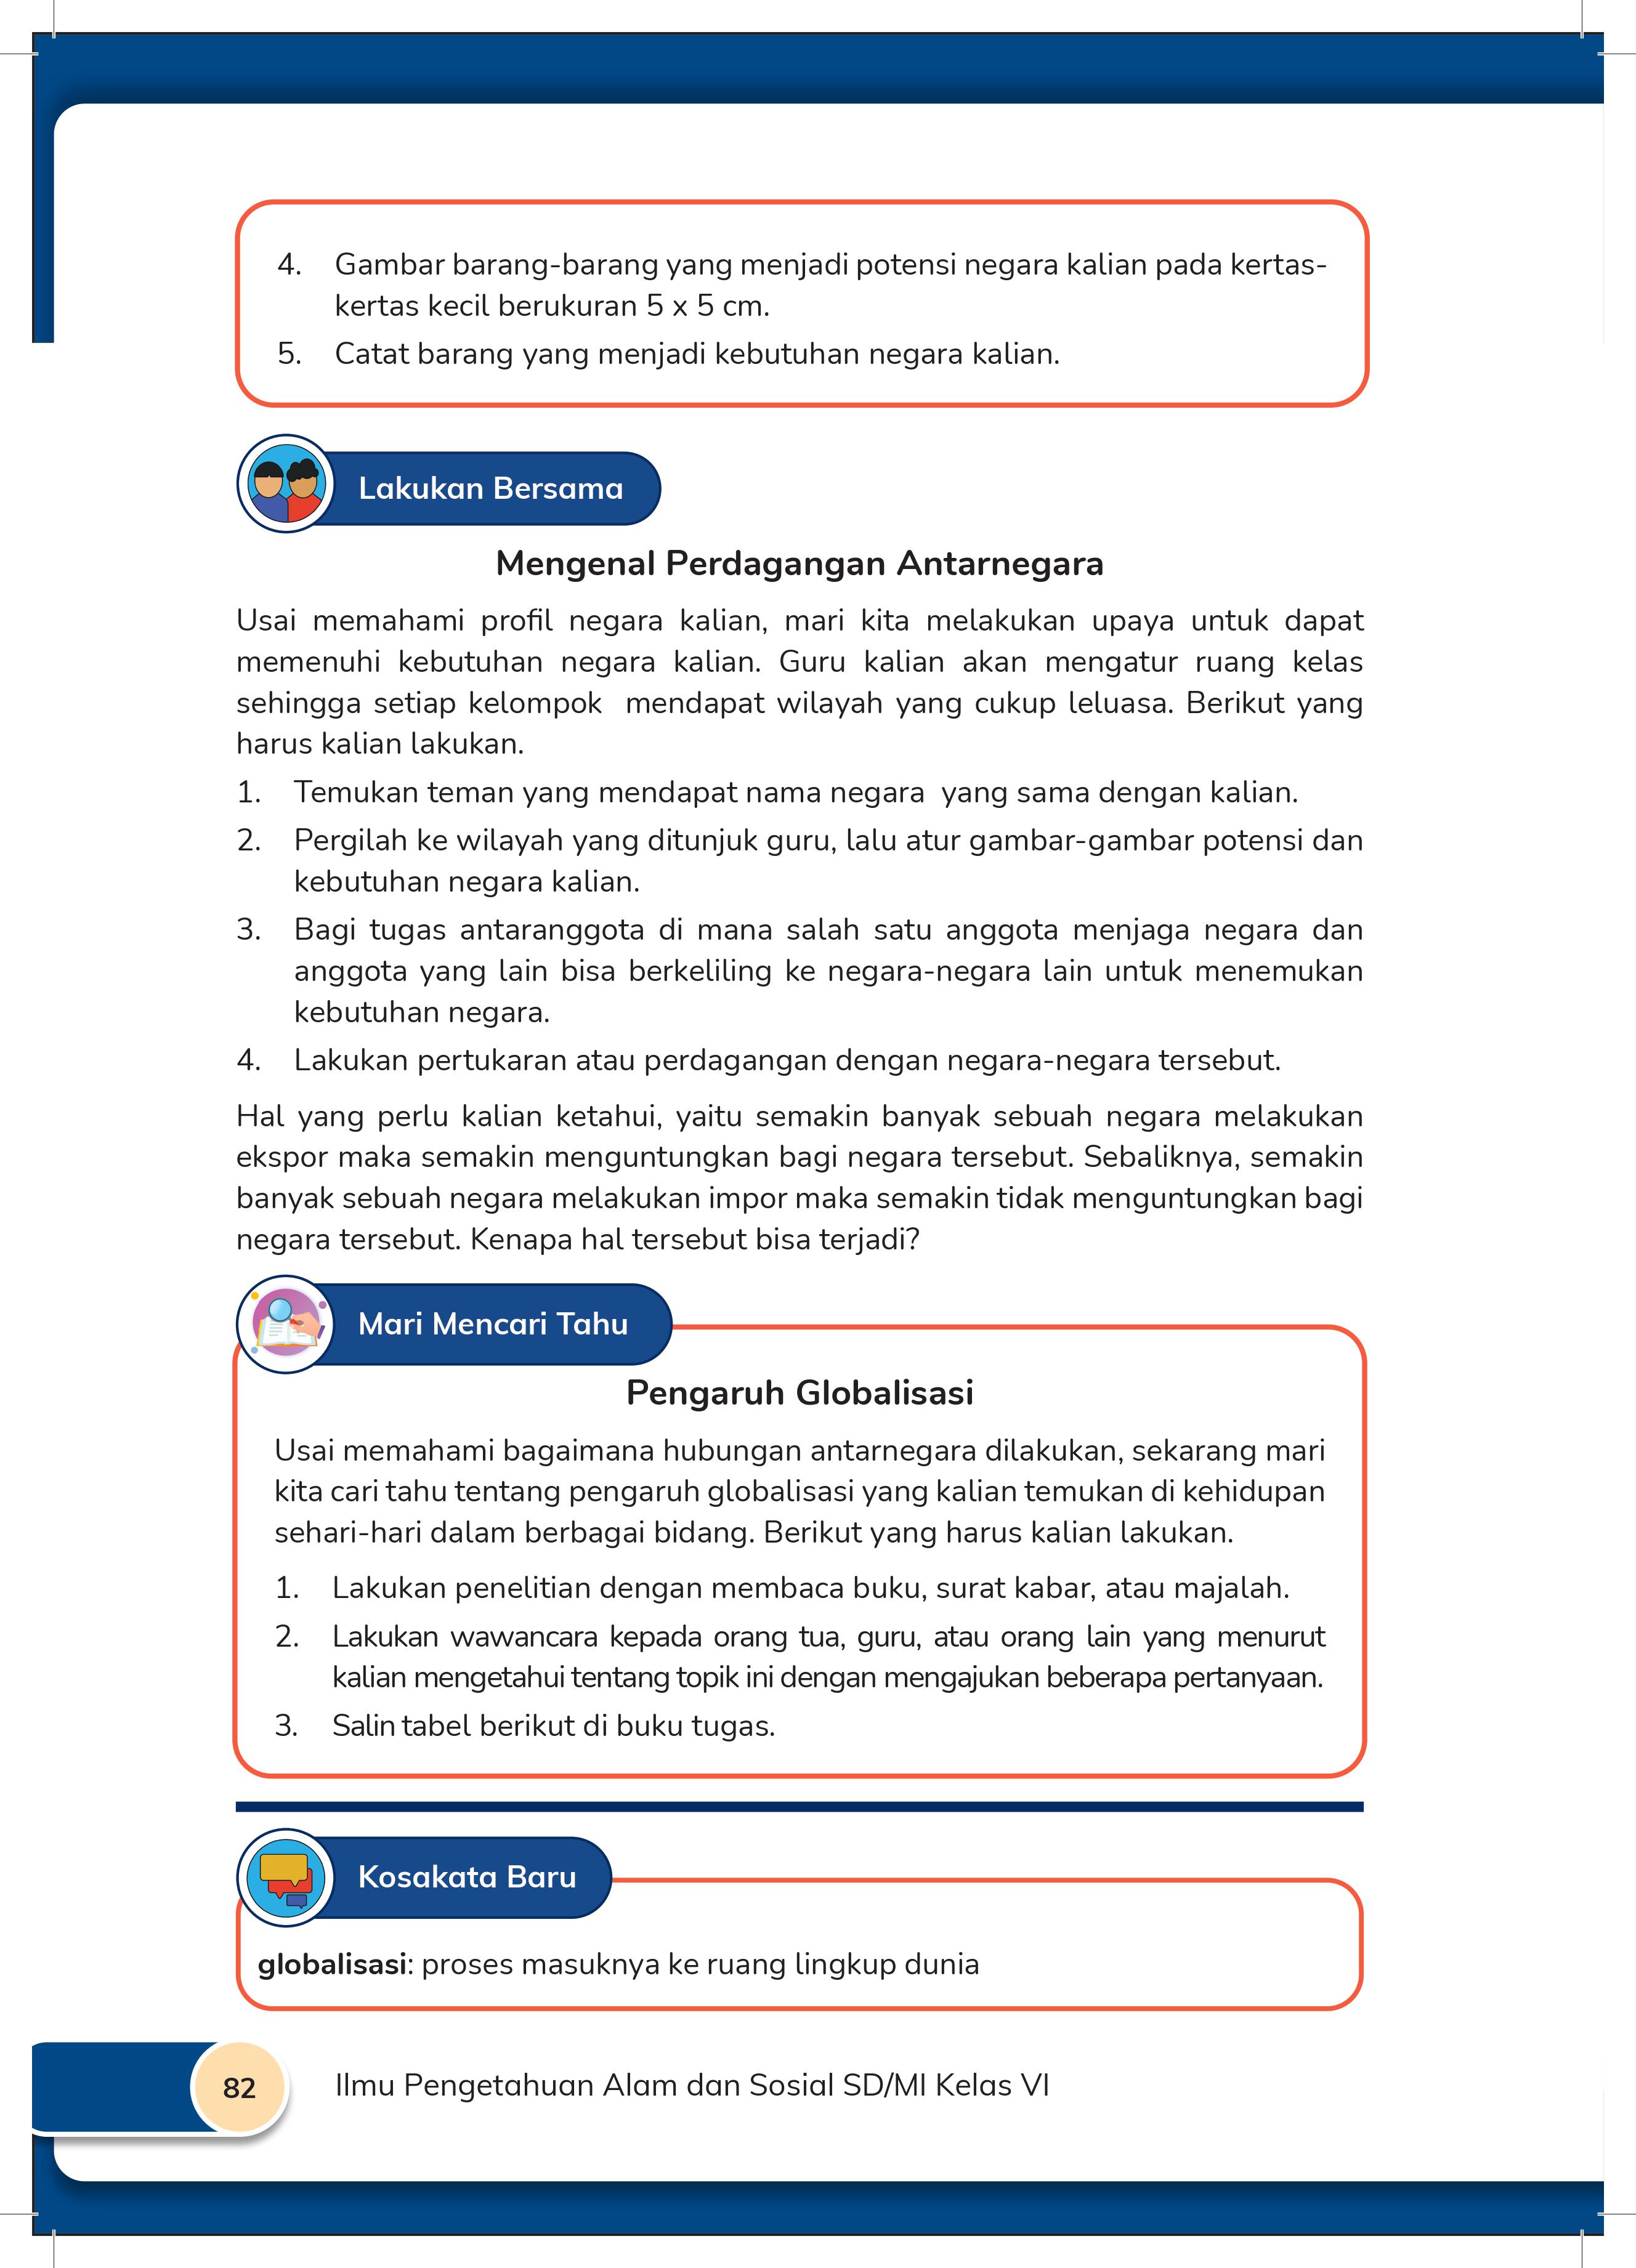 4. Gambar barang-barang yang menjadi potensi negara kalian pada kertas-
kertas kecil berukuran 5 x 5 cm.
5. Catat barang yang menjadi kebutuhan negara kalian.
Lakukan Bersama
Mengenal Perdagangan Antarnegara
Usai memahami profil negara kalian, mari kita melakukan upaya untuk dapat
memenuhi kebutuhan negara kalian. Guru kalian akan mengatur ruang kelas
sehingga setiap kelompok mendapat wilayah yang cukup leluasa. Berikut yang
harus kalian lakukan.
1. Temukan teman yang mendapat nama negara yang sama dengan kalian.
2. Pergilah ke wilayah yang ditunjuk guru, lalu atur gambar-gambar potensi dan
kebutuhan negara kalian.
3. Bagi tugas antaranggota di mana salah satu anggota menjaga negara dan
anggota yang lain bisa berkeliling ke negara-negara lain untuk menemukan
kebutuhan negara.
4. Lakukan pertukaran atau perdagangan dengan negara-negara tersebut.
Hal yang perlu kalian ketahui, yaitu semakin banyak sebuah negara melakukan
ekspor maka semakin menguntungkan bagi negara tersebut. Sebaliknya, semakin
banyak sebuah negara melakukan impor maka semakin tidak menguntungkan bagi
negara tersebut. Kenapa hal tersebut bisa terjadi?
Mari Mencari Tahu
Pengaruh Globalisasi
Usai memahami bagaimana hubungan antarnegara dilakukan, sekarang mari
kita cari tahu tentang pengaruh globalisasi yang kalian temukan di kehidupan
sehari-hari dalam berbagai bidang. Berikut yang harus kalian lakukan.
1. Lakukan penelitian dengan membaca buku, surat kabar, atau majalah.
2. Lakukan wawancara kepada orang tua, guru, atau orang lain yang menurut
kalian mengetahui tentang topik ini dengan mengajukan beberapa pertanyaan.
3. Salin tabel berikut di buku tugas.
Kosakata Baru
globalisasi: proses masuknya ke ruang lingkup dunia
82
Ilmu Pengetahuan Alam dan Sosial SD/MI Kelas VI